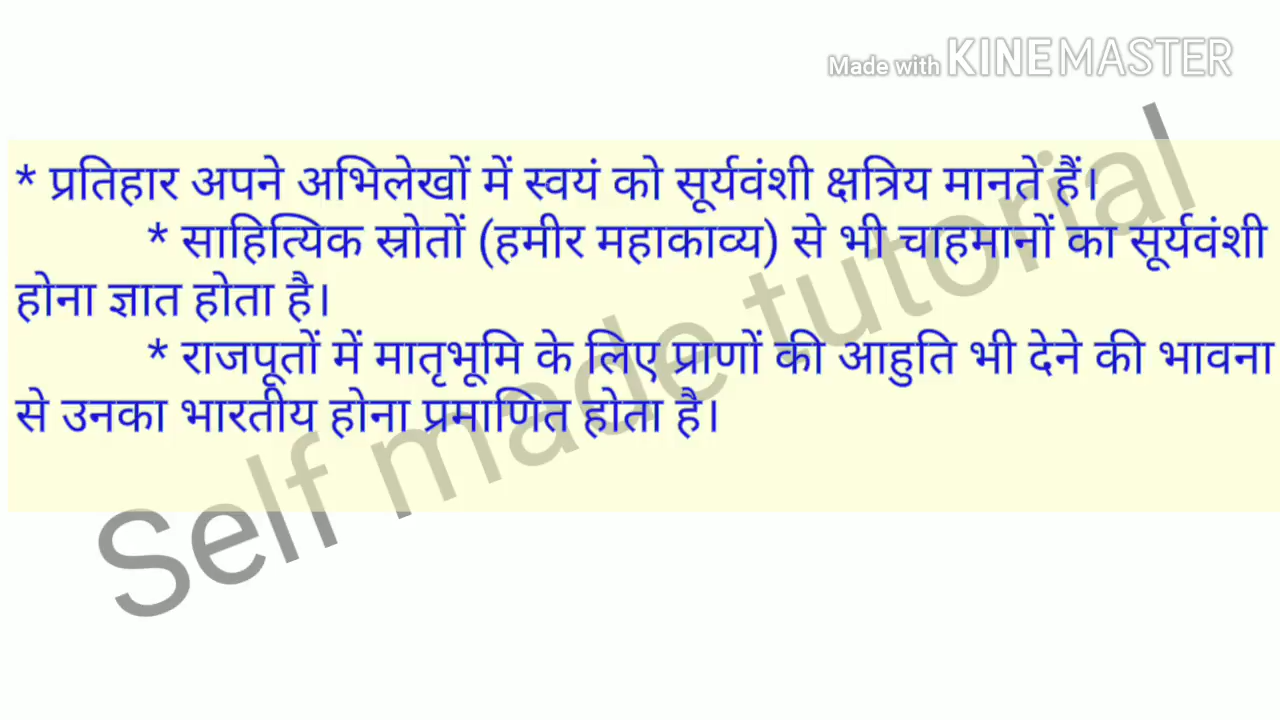 Made with KINEMASTER
* प्रतिहार अपने अभिलेखों में स्वयं को सूर्यवंशी क्षत्रिय मानते हैं।
* साहित्यिक स्रोतों (हमीर महाकाव्य) से भी चाहमानों का सूर्यवंशी
होना ज्ञात होता है।
* राजपूतों में मातृभूमि के लिए प्राणों की आहुति भी देने की भावना
से उनका भारतीय होना प्रमाणित होता है।
Self made tutorial